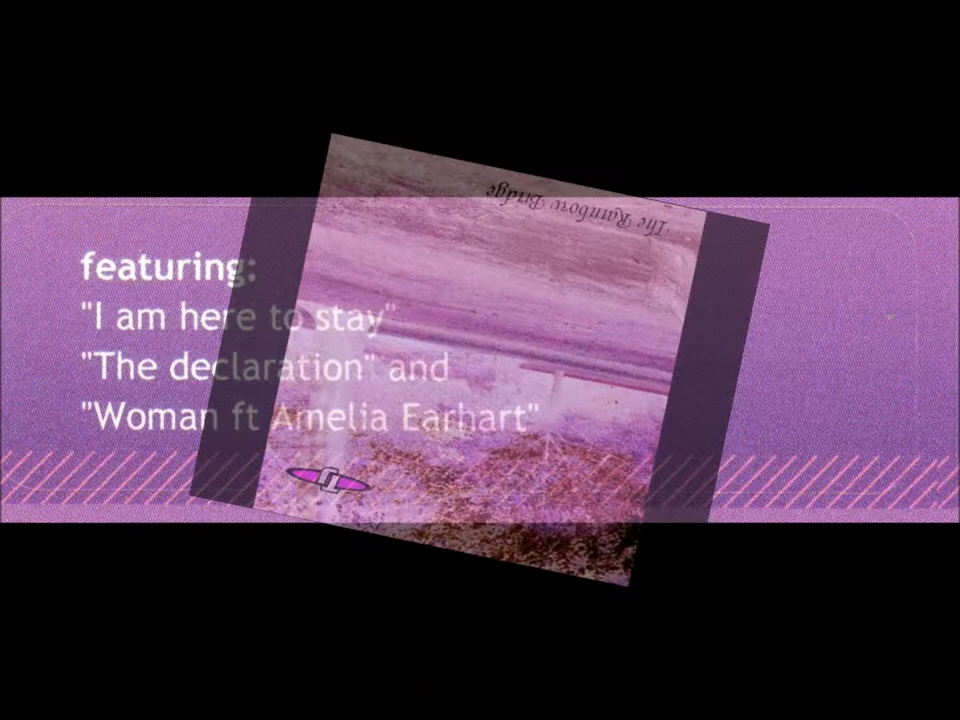 The Rainbow Bridge
featuring:
"I am here to stay"
"The declaration" and
"Woman ft Amelia Earhart"